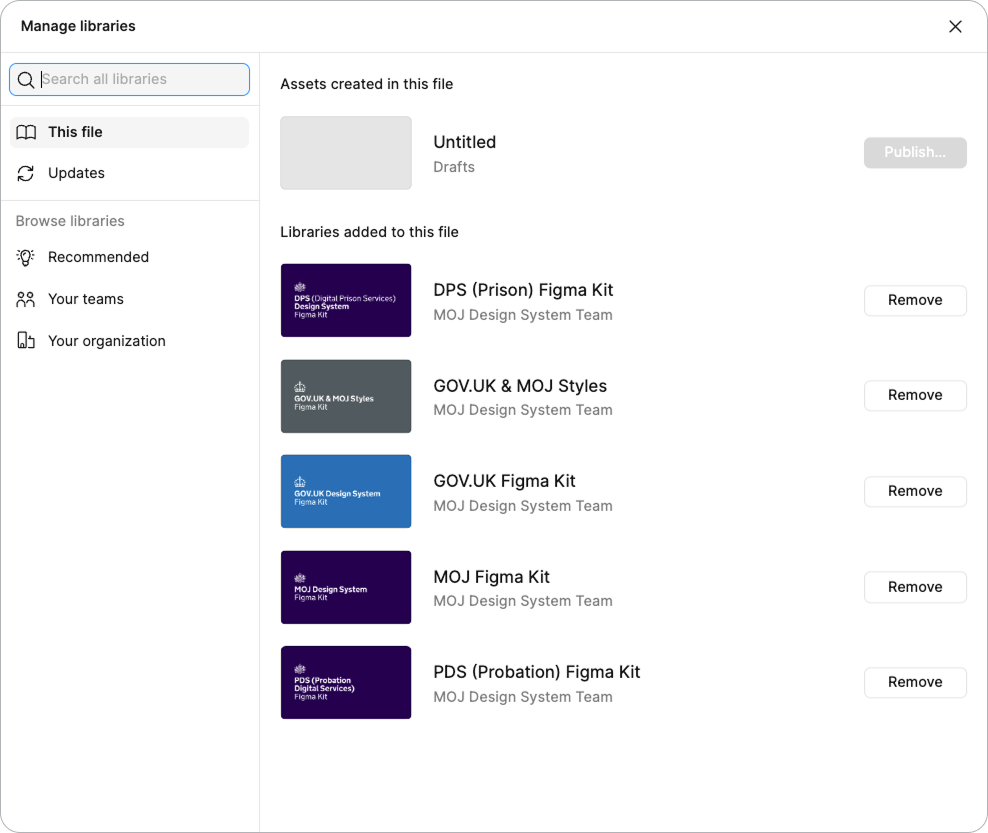 Manage libraries
Search all libraries
This file
Updates
Browse libraries
Recommended
Your teams
Your organization
Assets created in this file
Untitled
Drafts
Publish...
Libraries added to this file
DPS (Digital Prison Services)
Design System
Figma Kit
DPS (Prison) Figma Kit
MOJ Design System Team
Remove
GOV.UK & MOJ Styles
Figma Kit
GOV.UK & MOJ Styles
MOJ Design System Team
Remove
GOV.UK Design System
Figma Kit
GOV.UK Figma Kit
MOJ Design System Team
Remove
MOJ Design System
Figma Kit
MOJ Figma Kit
MOJ Design System Team
Remove
PDS (Probation
Digital Services)
Figma Kit
PDS (Probation) Figma Kit
MOJ Design System Team
Remove